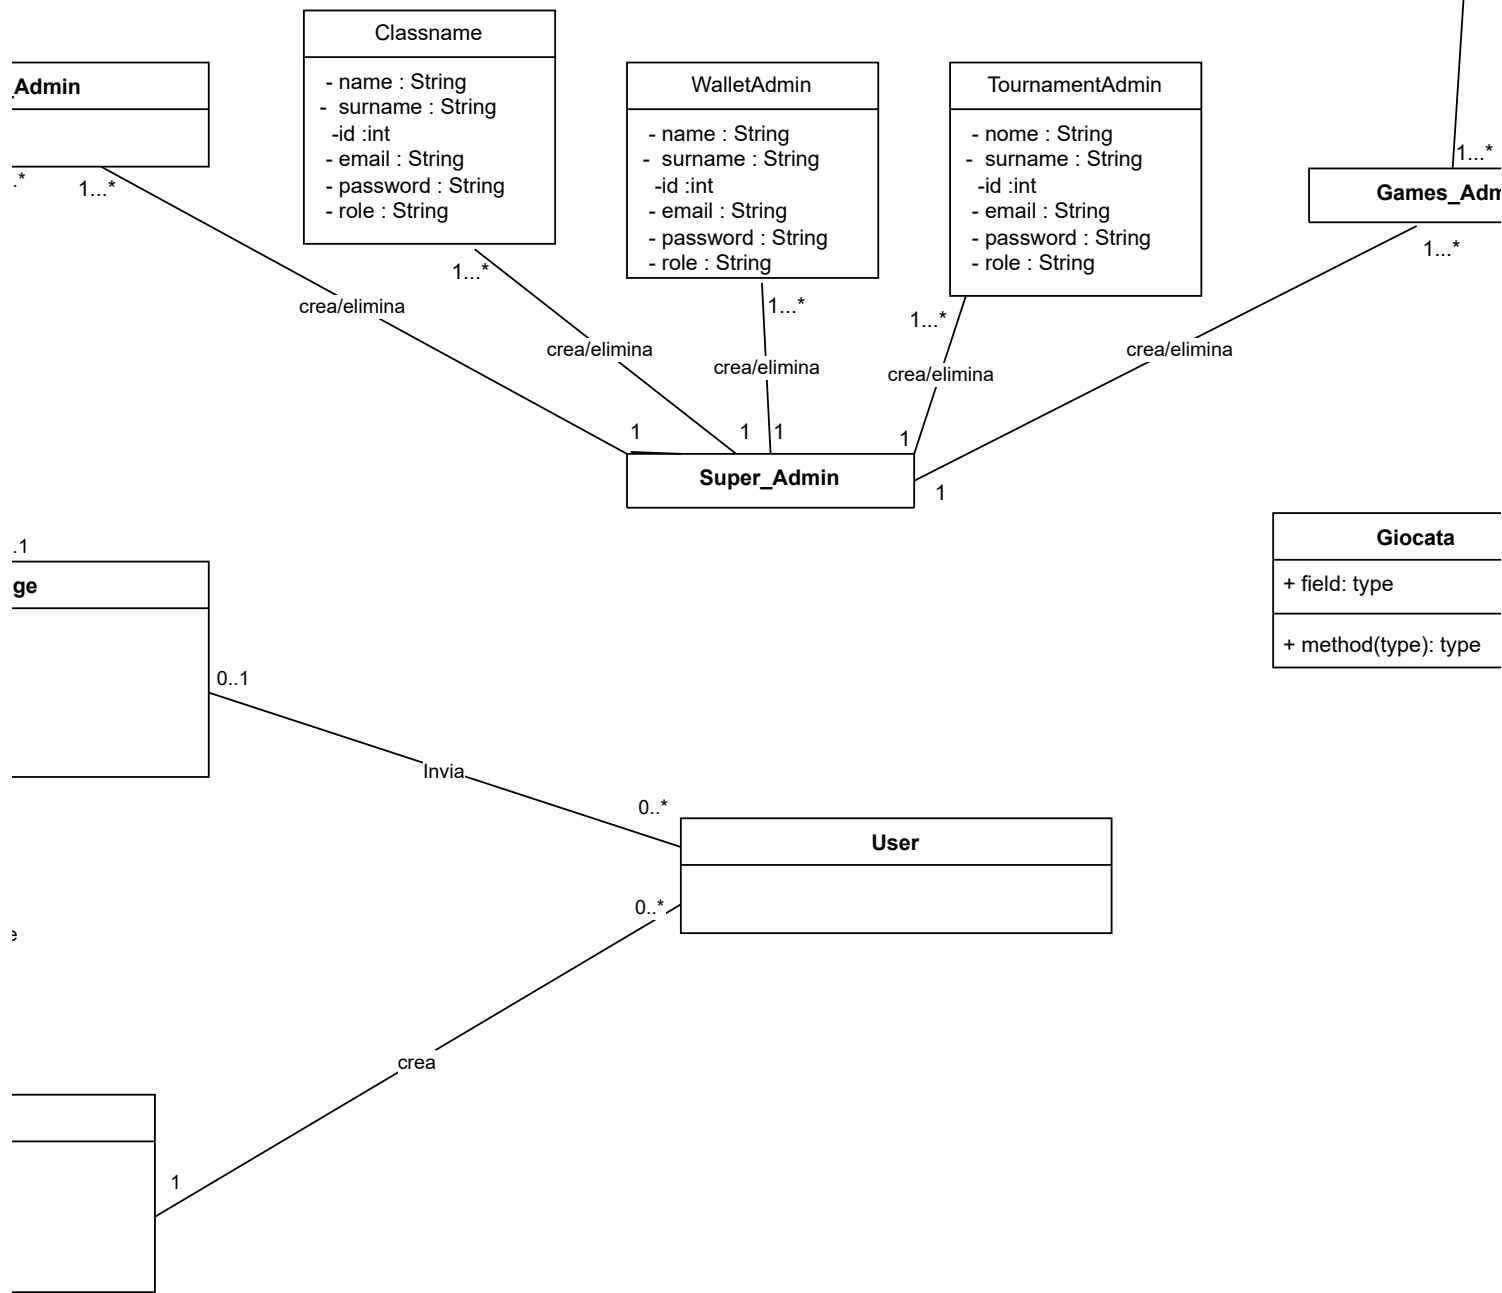 _Admin
.*
1...*
Classname
- name : String
- surname : String
-id :int
- email : String
- password : String
- role : String
1...*
WalletAdmin
- name : String
- surname : String
-id :int
- email : String
- password : String
- role : String
1...*
TournamentAdmin
- nome : String
- surname : String
-id :int
- email : String
- password : String
- role : String
1...*
1...*
Games_Adm
1...*
crea/elimina
crea/elimina
crea/elimina
crea/elimina
crea/elimina
1
1
1
1
1
Super_Admin
Giocata
+ field: type
+ method(type): type
.1
ge
0..1
Invia
0..*
User
0..*
crea
1